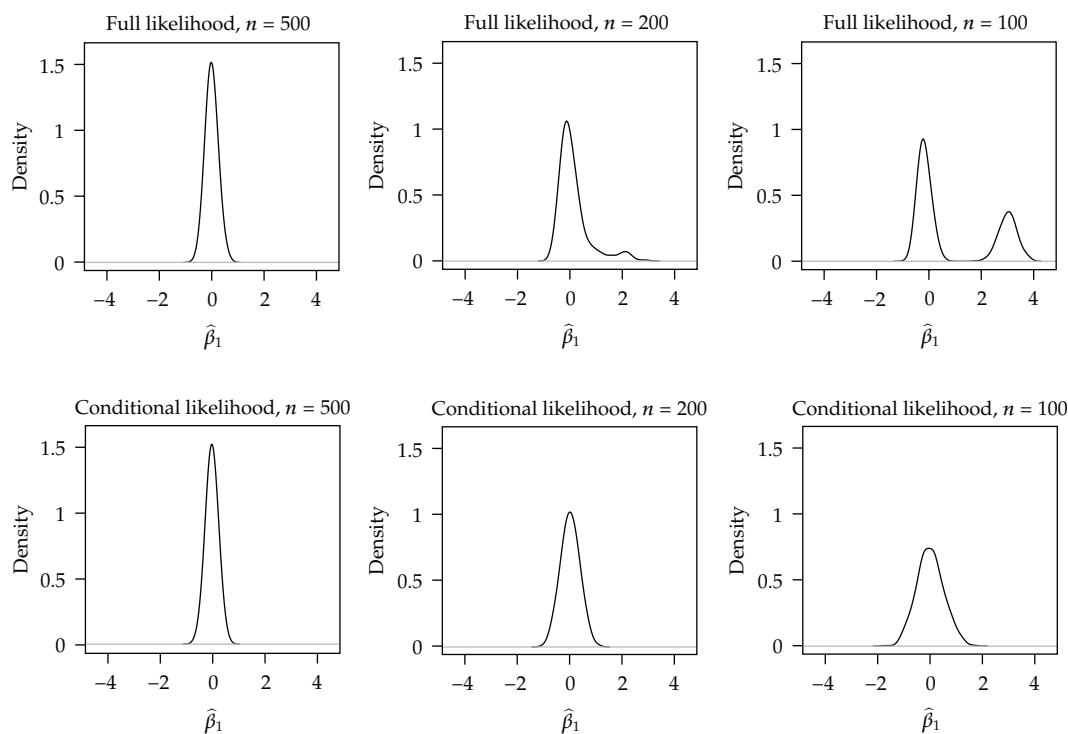 Full likelihood, n = 500
Full likelihood, n = 200
Full likelihood, n = 100
Density
1.5
1
0.5
0
−4 −2 0 2 4
β̂₁
Density
1.5
1
0.5
0
−4 −2 0 2 4
β̂₁
Density
1.5
1
0.5
0
−4 −2 0 2 4
β̂₁
Conditional likelihood, n = 500
Conditional likelihood, n = 200
Conditional likelihood, n = 100
Density
1.5
1
0.5
0
−4 −2 0 2 4
β̂₁
Density
1.5
1
0.5
0
−4 −2 0 2 4
β̂₁
Density
1.5
1
0.5
0
−4 −2 0 2 4
β̂₁